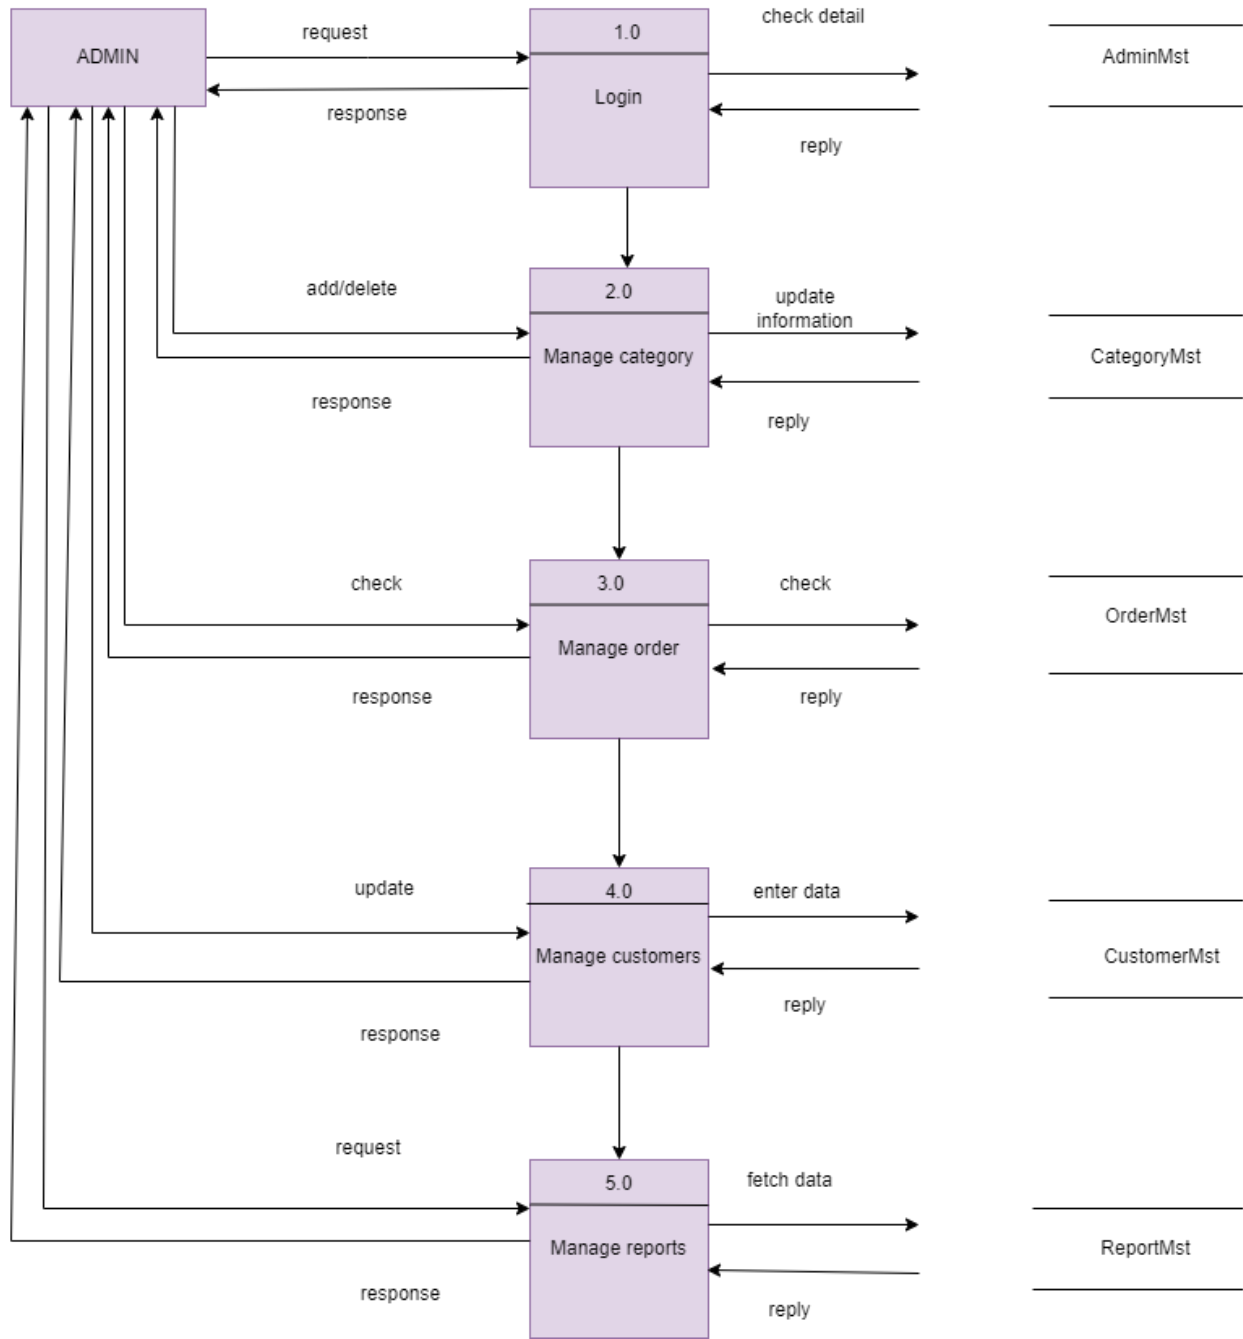 ADMIN
request
response
1.0
Login
check detail
reply
AdminMst
add/delete
response
2.0
Manage category
update
information
reply
CategoryMst
check
response
3.0
Manage order
check
reply
OrderMst
update
response
4.0
Manage customers
enter data
reply
CustomerMst
request
response
5.0
Manage reports
fetch data
reply
ReportMst